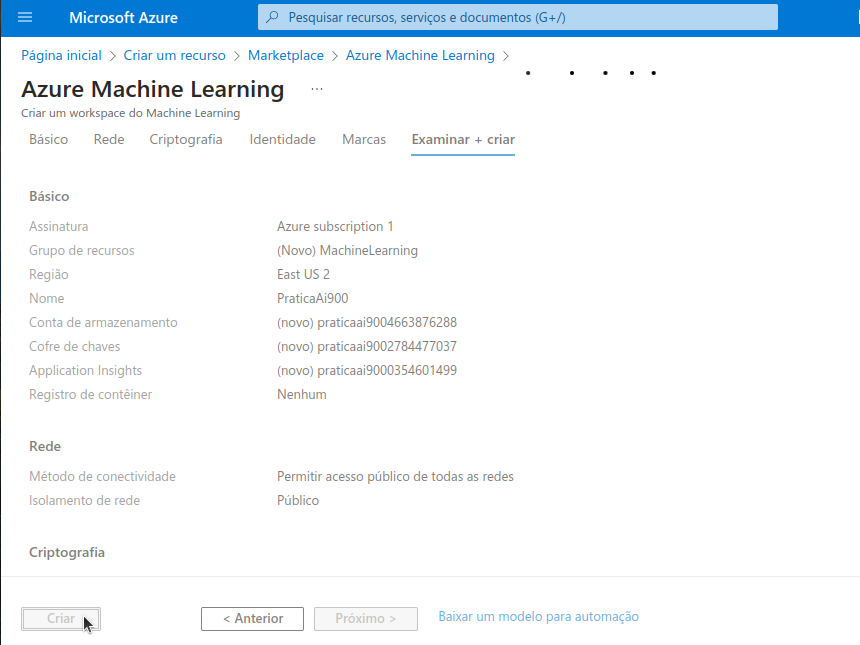 Microsoft Azure
Pesquisar recursos, serviços e documentos (G+/)
Página inicial > Criar um recurso > Marketplace > Azure Machine Learning >
Azure Machine Learning ...
Criar um workspace do Machine Learning
Básico Rede Criptografia Identidade Marcas Examinar + criar
Básico
Assinatura Azure subscription 1
Grupo de recursos (Novo) MachineLearning
Região East US 2
Nome PraticaAi900
Conta de armazenamento (novo) praticaai9004663876288
Cofre de chaves (novo) praticaai9002784477037
Application Insights (novo) praticaai9000354601499
Registro de contêiner Nenhum
Rede
Método de conectividade Permitir acesso público de todas as redes
Isolamento de rede Público
Criptografia
Criar < Anterior Próximo > Baixar um modelo para automação